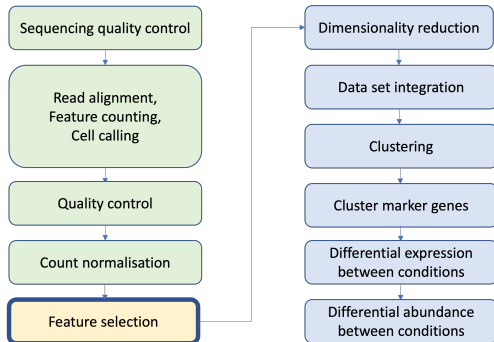 Sequencing quality control
Read alignment,
Feature counting,
Cell calling
Quality control
Count normalisation
Feature selection
Dimensionality reduction
Data set integration
Clustering
Cluster marker genes
Differential expression
between conditions
Differential abundance
between conditions